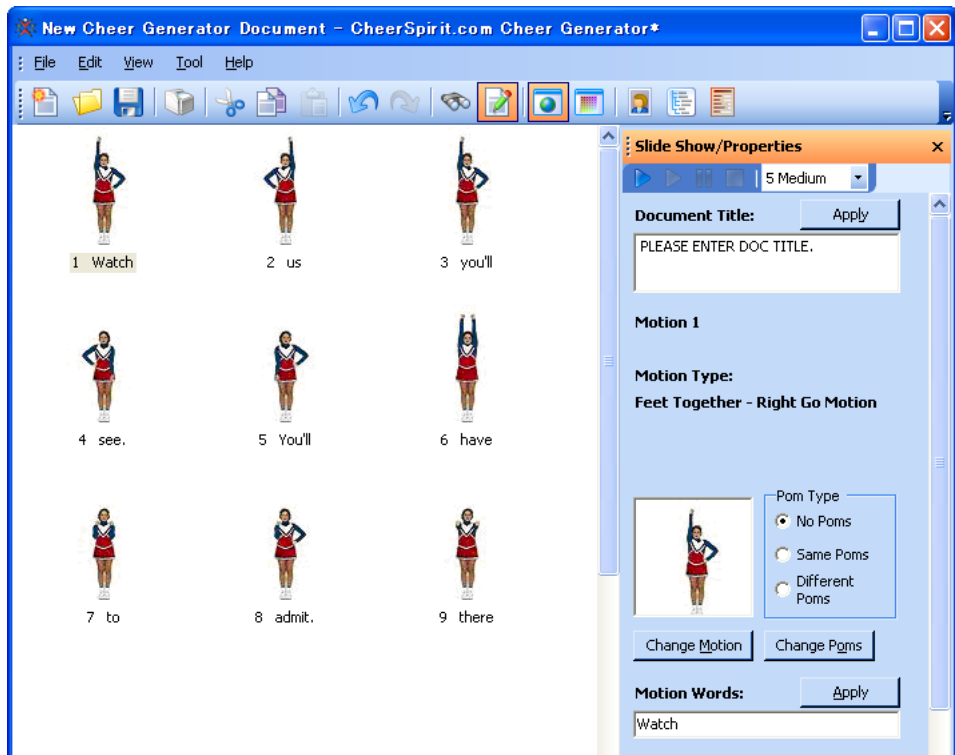 New Cheer Generator Document - CheerSpirit.com Cheer Generator*
File Edit View Tool Help
1 Watch
2 us
3 you'll
4 see.
5 You'll
6 have
7 to
8 admit.
9 there
Slide Show/Properties
5 Medium
Document Title:
Apply
PLEASE ENTER DOC TITLE.
Motion 1
Motion Type:
Feet Together - Right Go Motion
Pom Type
No Poms
Same Poms
Different
Poms
Change Motion
Change Poms
Motion Words:
Apply
Watch